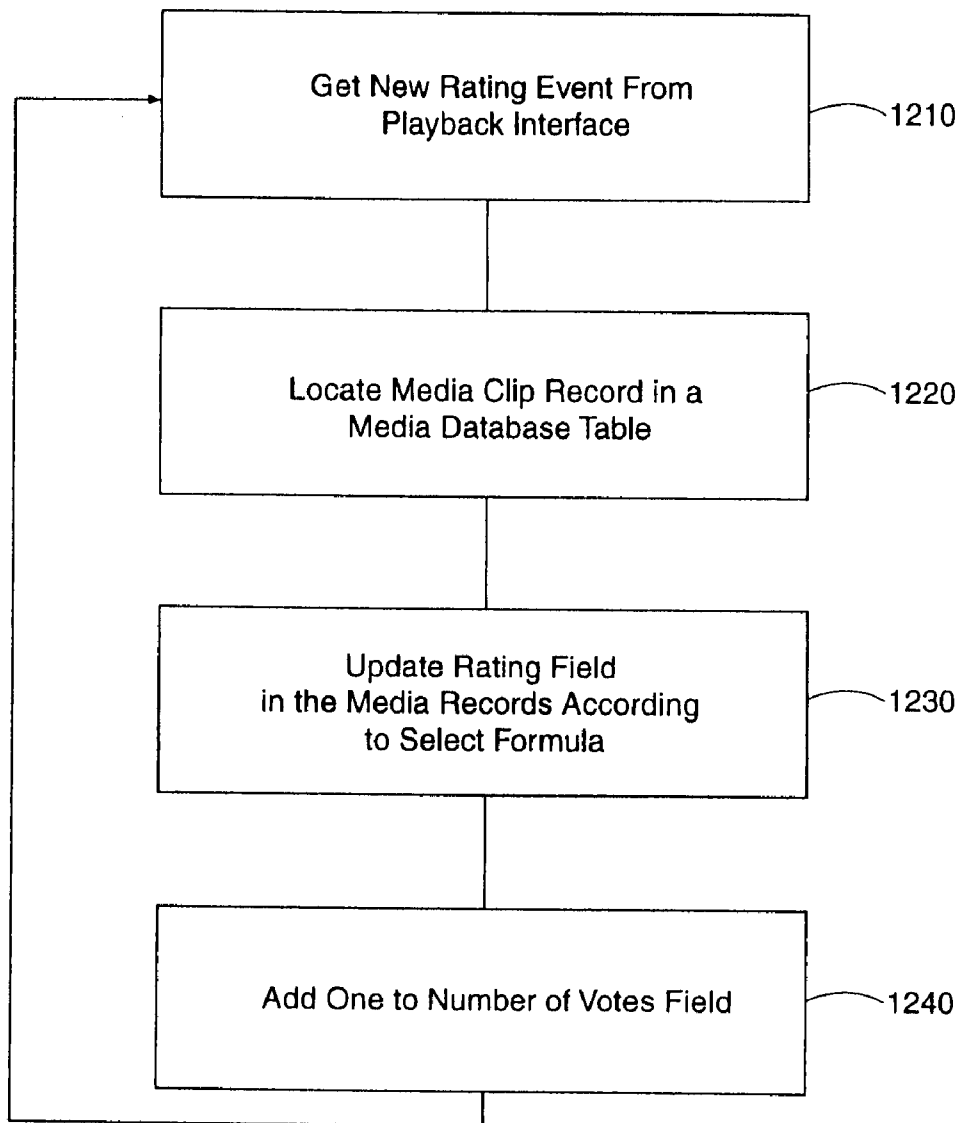 Get New Rating Event From
Playback Interface
1210
Locate Media Clip Record in a
Media Database Table
1220
Update Rating Field
in the Media Records According
to Select Formula
1230
Add One to Number of Votes Field
1240